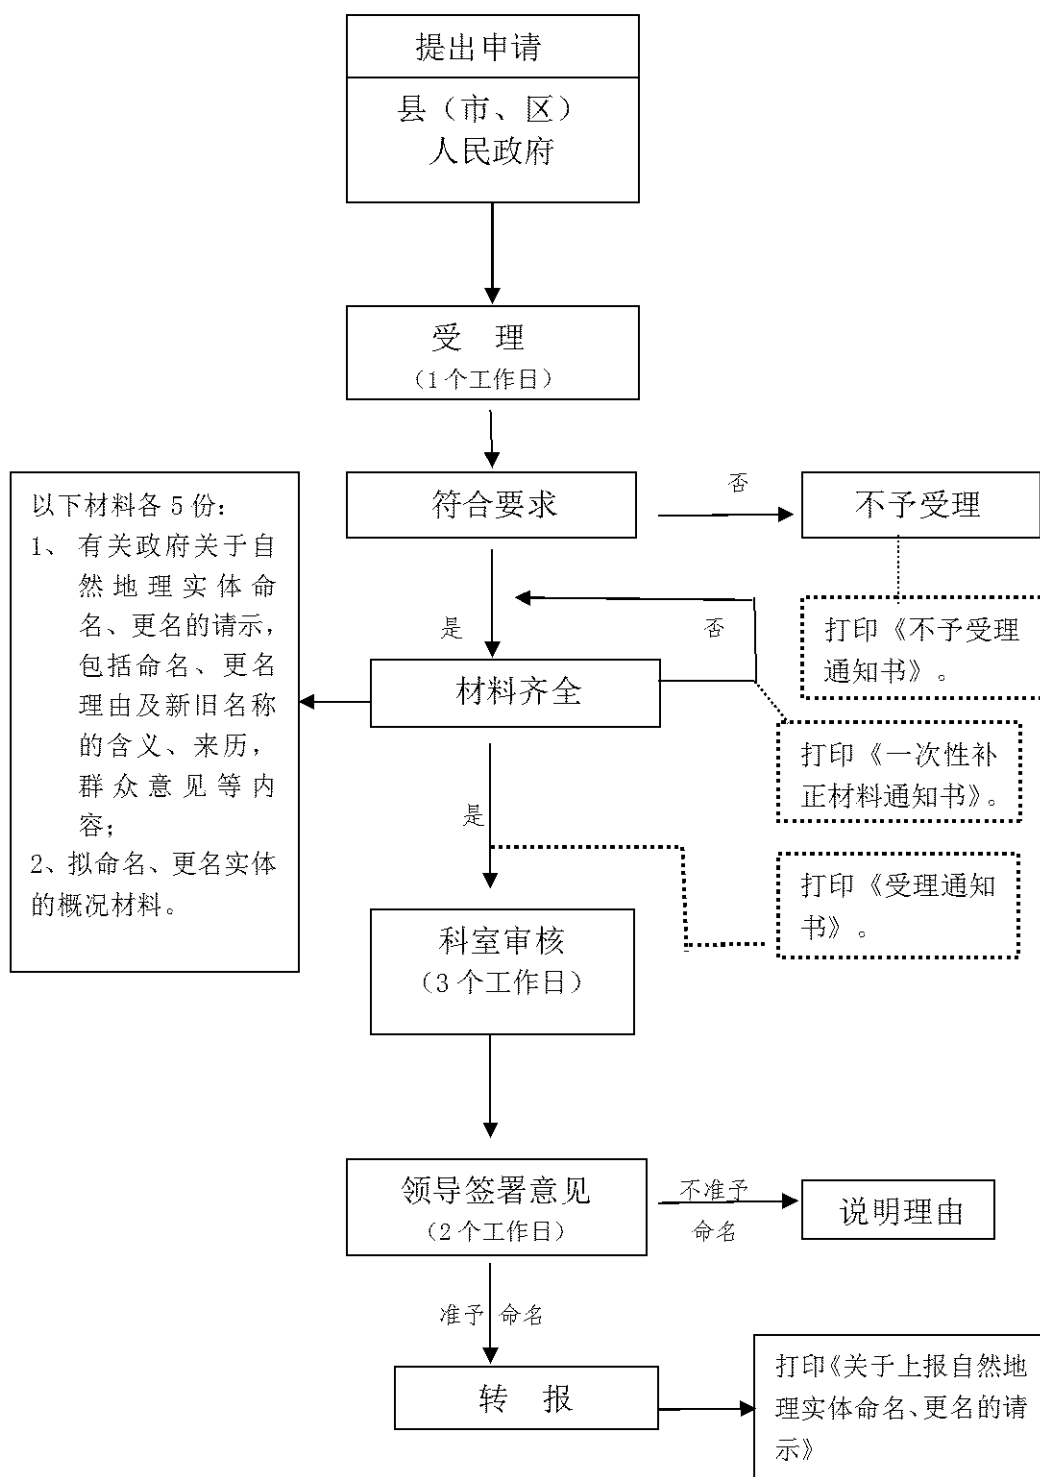 提出申请
县（市、区）
人民政府
受 理
（1个工作日）
符合要求
否
不予受理
以下材料各5份：
1、 有关政府关于自
然地理实体命
名、更名的请示，
包括命名、更名
理由及新旧名称
的含义、来历，
群众意见等内
容；
2、拟命名、更名实体
的概况材料。
是
否
打印《不予受理
通知书》。
材料齐全
打印《一次性补
正材料通知书》。
是
打印《受理通知
书》。
科室审核
（3个工作日）
领导签署意见
（2个工作日）
不准予
命名
说明理由
准予 命名
转 报
打印《关于上报自然地
理实体命名、更名的请
示》